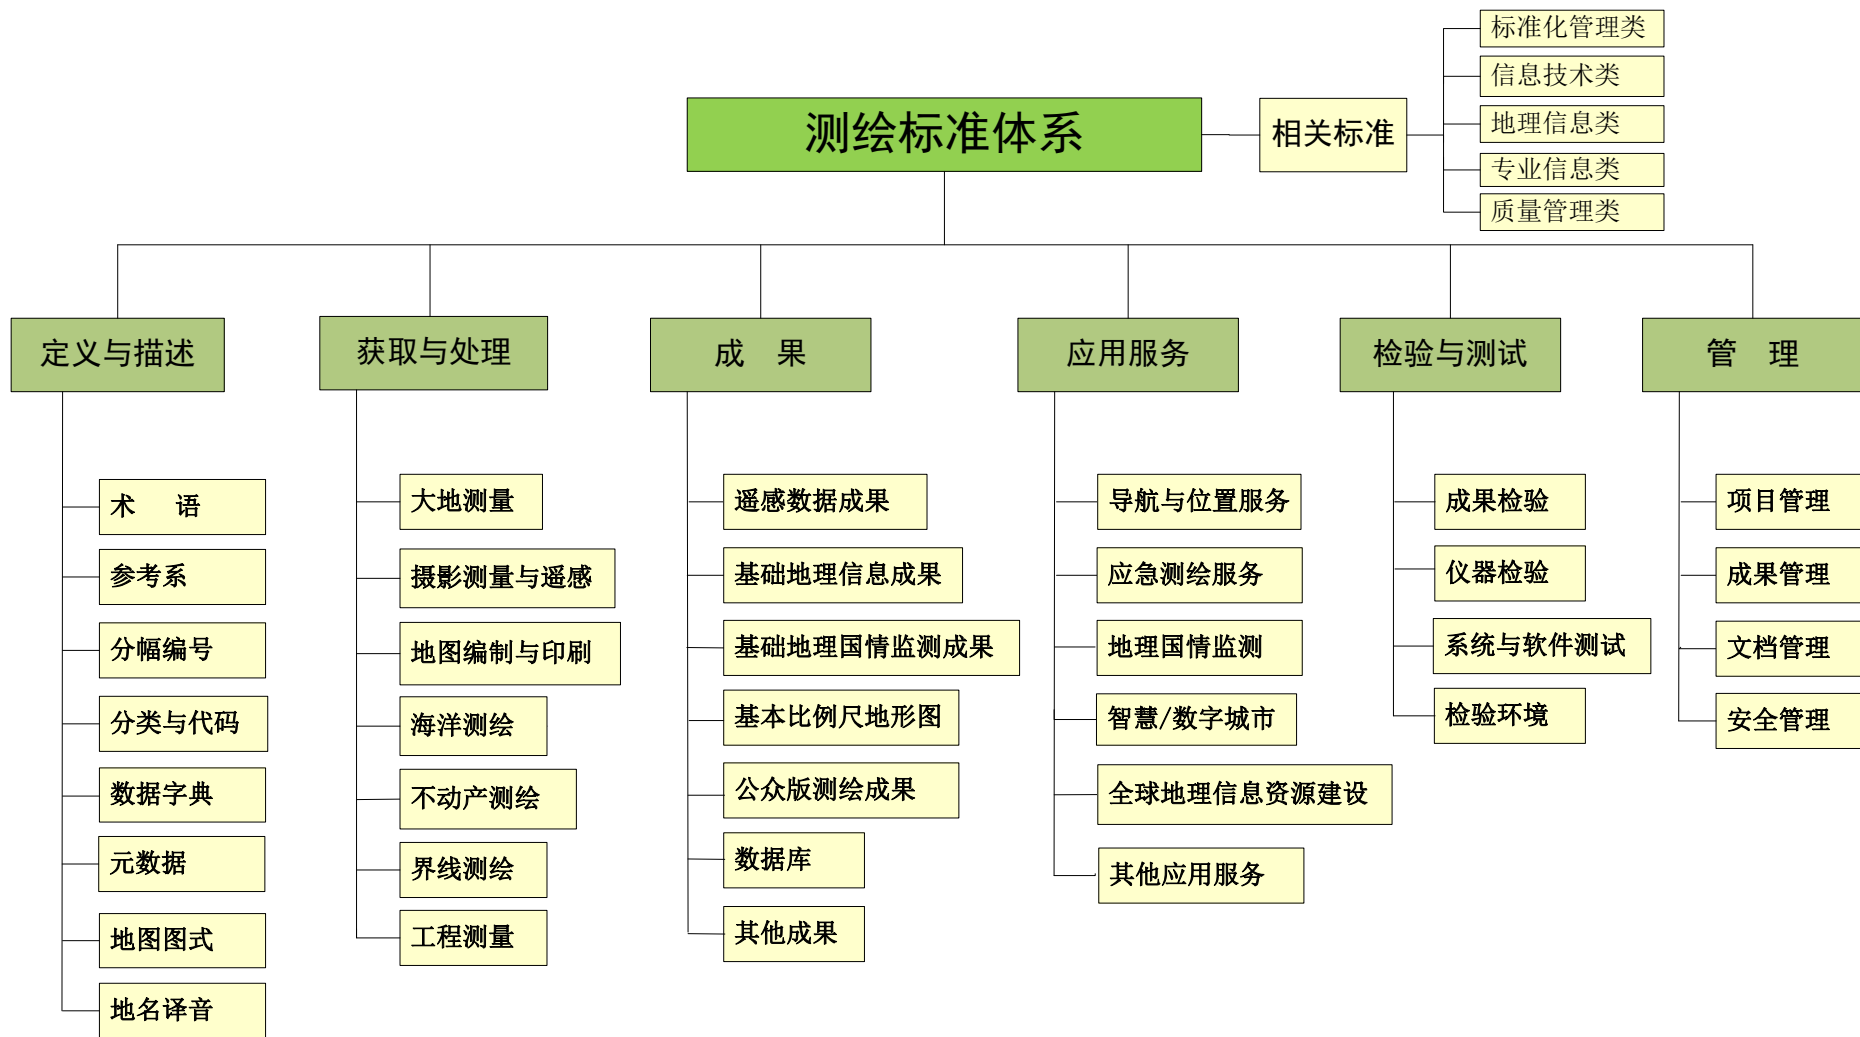 测绘标准体系
相关标准
标准化管理类
信息技术类
地理信息类
专业信息类
质量管理类
定义与描述
术 语
参考系
分幅编号
分类与代码
数据字典
元数据
地图图式
地名译音
获取与处理
大地测量
摄影测量与遥感
地图编制与印刷
海洋测绘
不动产测绘
界线测绘
工程测量
成 果
遥感数据成果
基础地理信息成果
基础地理国情监测成果
基本比例尺地形图
公众版测绘成果
数据库
其他成果
应用服务
导航与位置服务
应急测绘服务
地理国情监测
智慧/数字城市
全球地理信息资源建设
其他应用服务
检验与测试
成果检验
仪器检验
系统与软件测试
检验环境
管 理
项目管理
成果管理
文档管理
安全管理